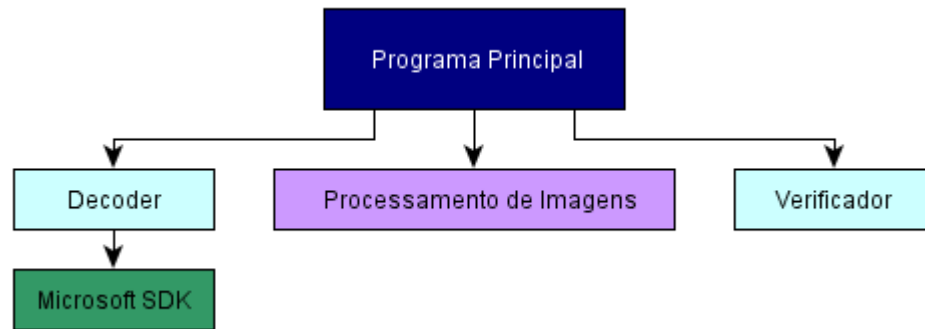 Programa Principal
Decoder
Processamento de Imagens
Verificador
Microsoft SDK